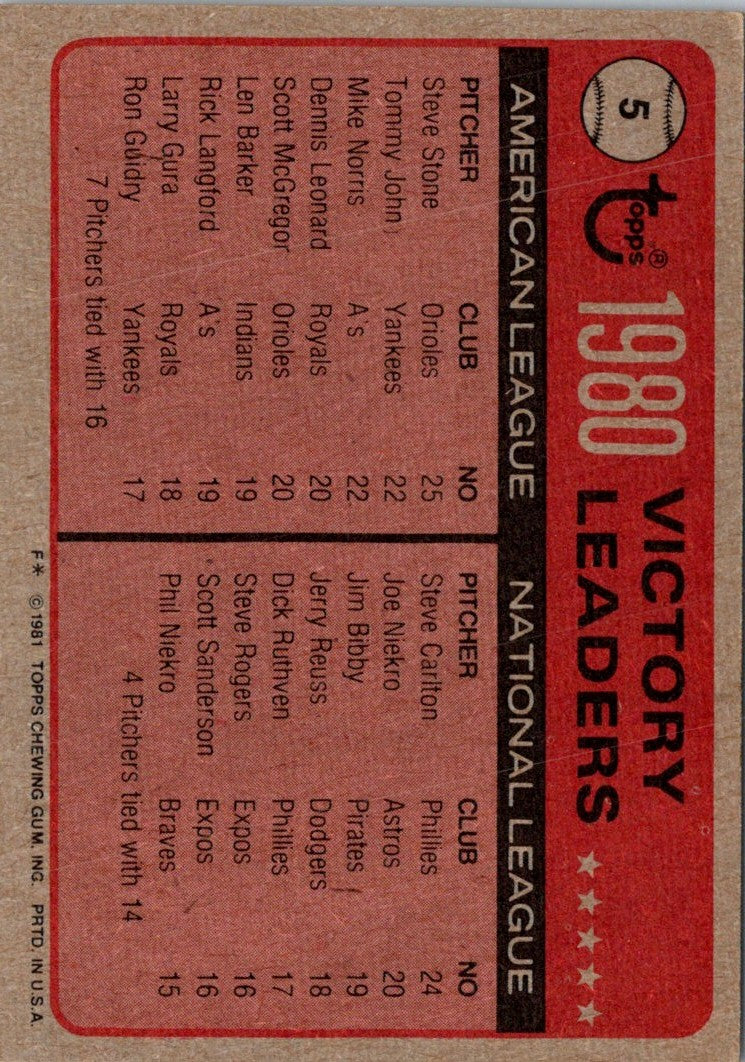 5
Topps®
1980 VICTORY LEADERS
AMERICAN LEAGUE
PITCHER CLUB NO
Steve Stone Orioles 25
Tommy John Yankees 22
Mike Norris A's 22
Dennis Leonard Royals 20
Scott McGregor Orioles 20
Len Barker Indians 19
Rick Langford A's 19
Larry Gura Royals 18
Ron Guidry Yankees 17
7 Pitchers tied with 16
NATIONAL LEAGUE
PITCHER CLUB NO
Steve Carlton Phillies 24
Joe Niekro Astros 20
Jim Bibby Pirates 19
Jerry Reuss Dodgers 18
Dick Ruthven Phillies 17
Steve Rogers Expos 16
Scott Sanderson Expos 16
Phil Niekro Braves 15
4 Pitchers tied with 14
F* © 1981 TOPPS CHEWING GUM, INC. PRTD. IN U.S.A.